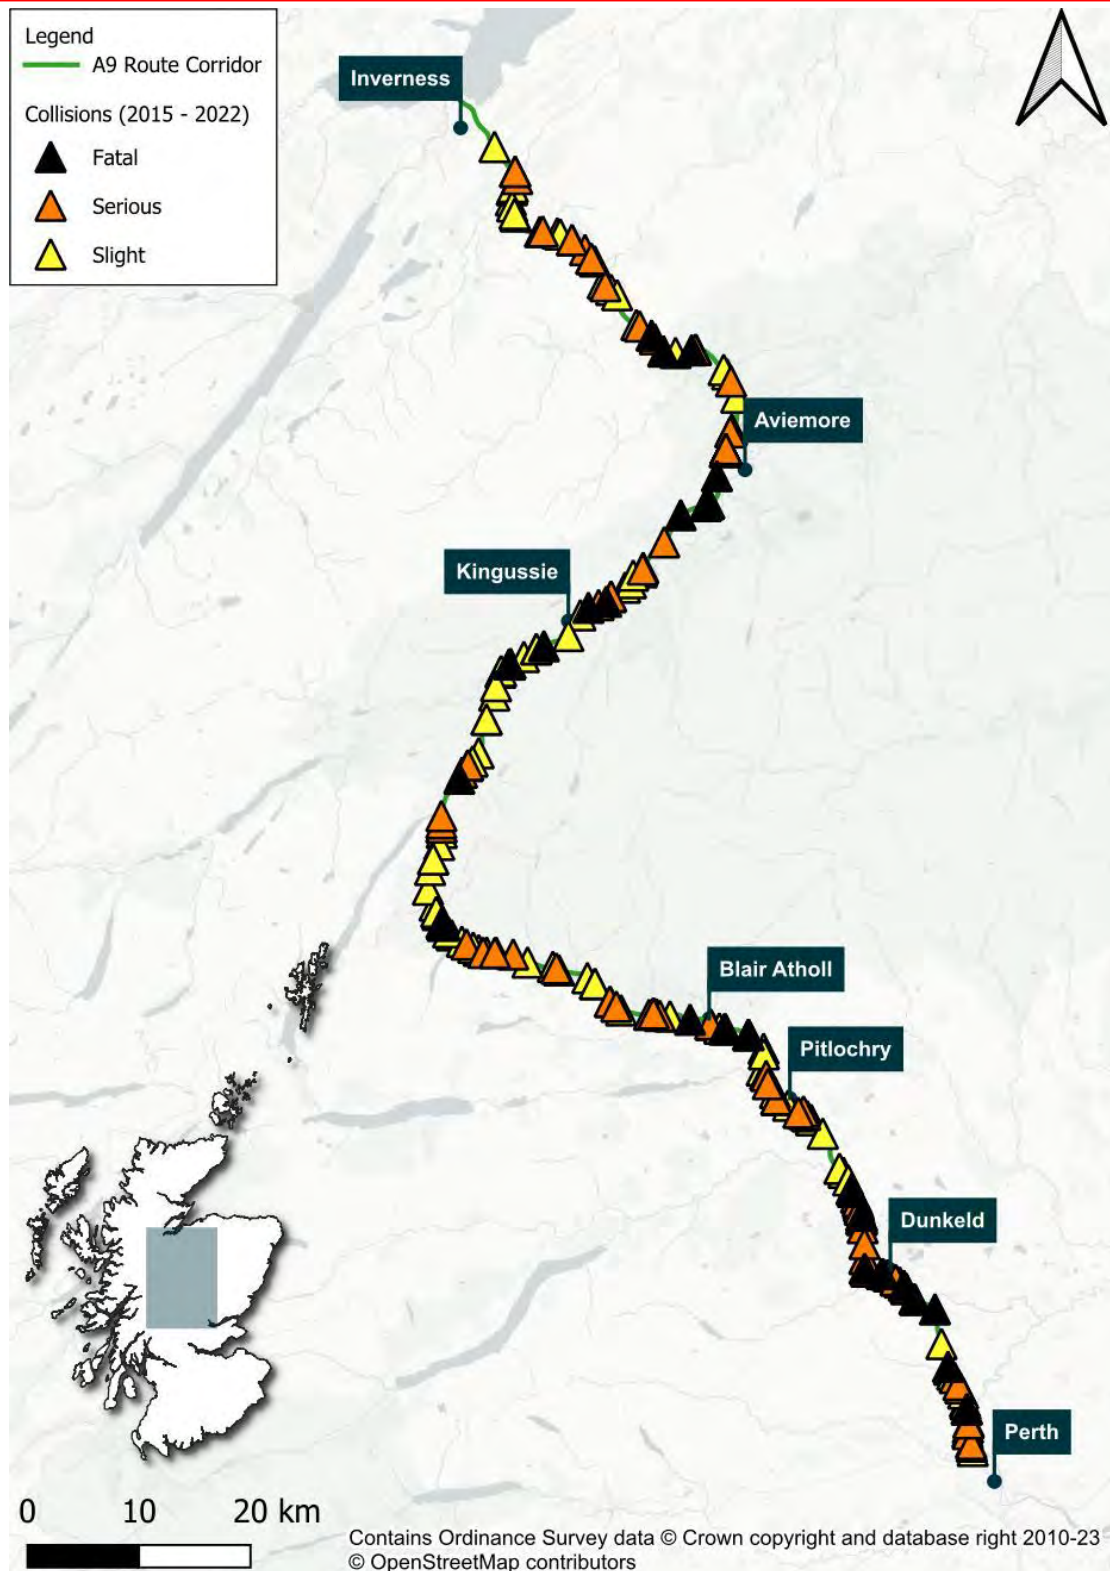 Legend
A9 Route Corridor
Collisions (2015 - 2022)
Fatal
Serious
Slight
Inverness
Aviemore
Kingussie
Blair Atholl
Pitlochry
Dunkeld
Perth
0 10 20 km
Contains Ordinance Survey data © Crown copyright and database right 2010-23
© OpenStreetMap contributors